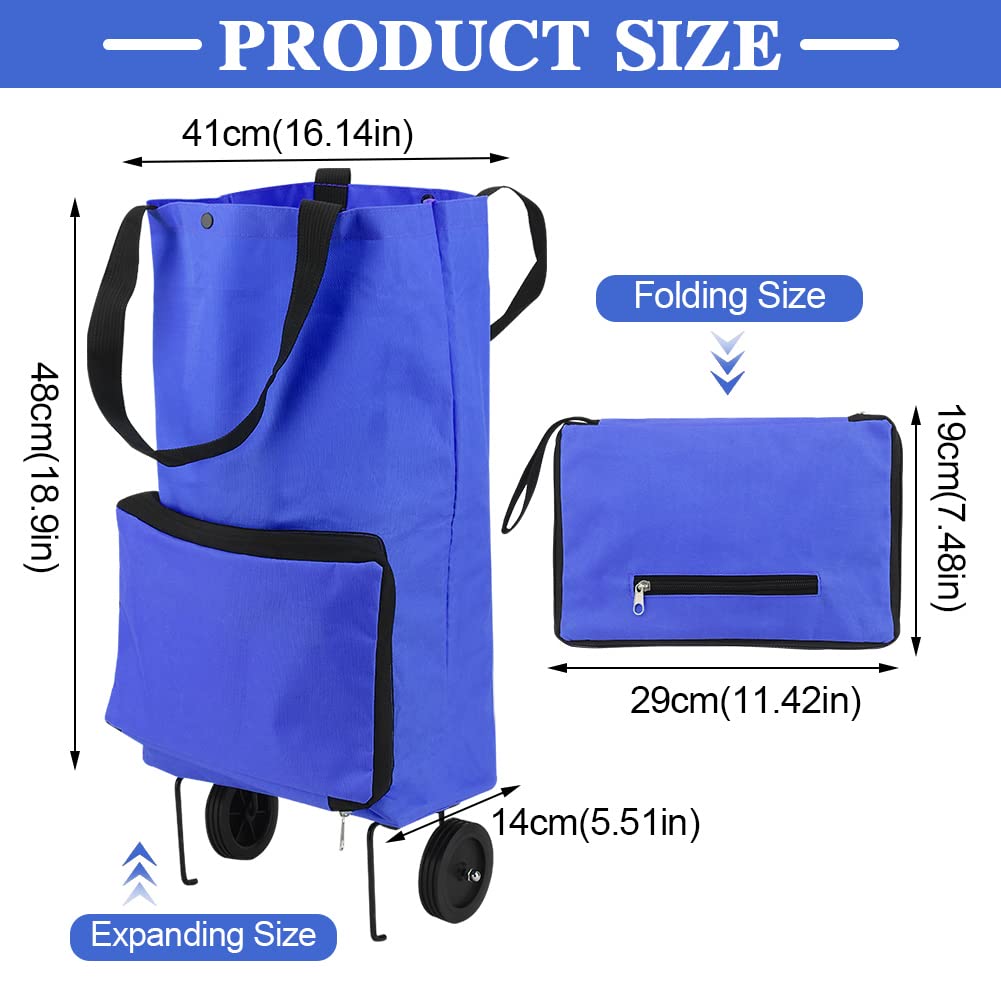 PRODUCT SIZE
41cm(16.14in)
48cm(18.9in)
Folding Size
19cm(7.48in)
29cm(11.42in)
14cm(5.51in)
Expanding Size